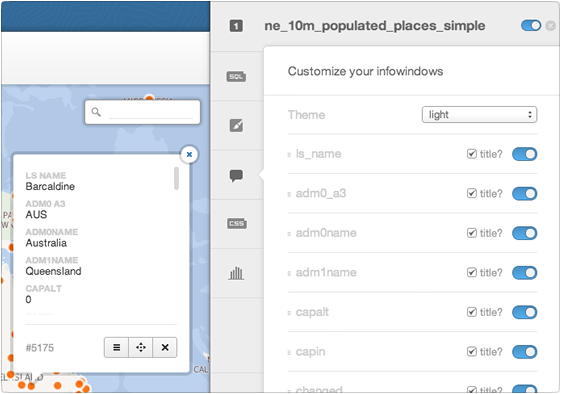 1
ne_10m_populated_places_simple
SQL
CSS
Customize your infowindows
Theme
light
ls_name
title?
adm0_a3
title?
adm0name
title?
adm1name
title?
capalt
title?
capin
title?
changed
title?
LS NAME
Barcaldine
ADM0 A3
AUS
ADM0NAME
Australia
ADM1NAME
Queensland
CAPALT
0
#5175
CAL